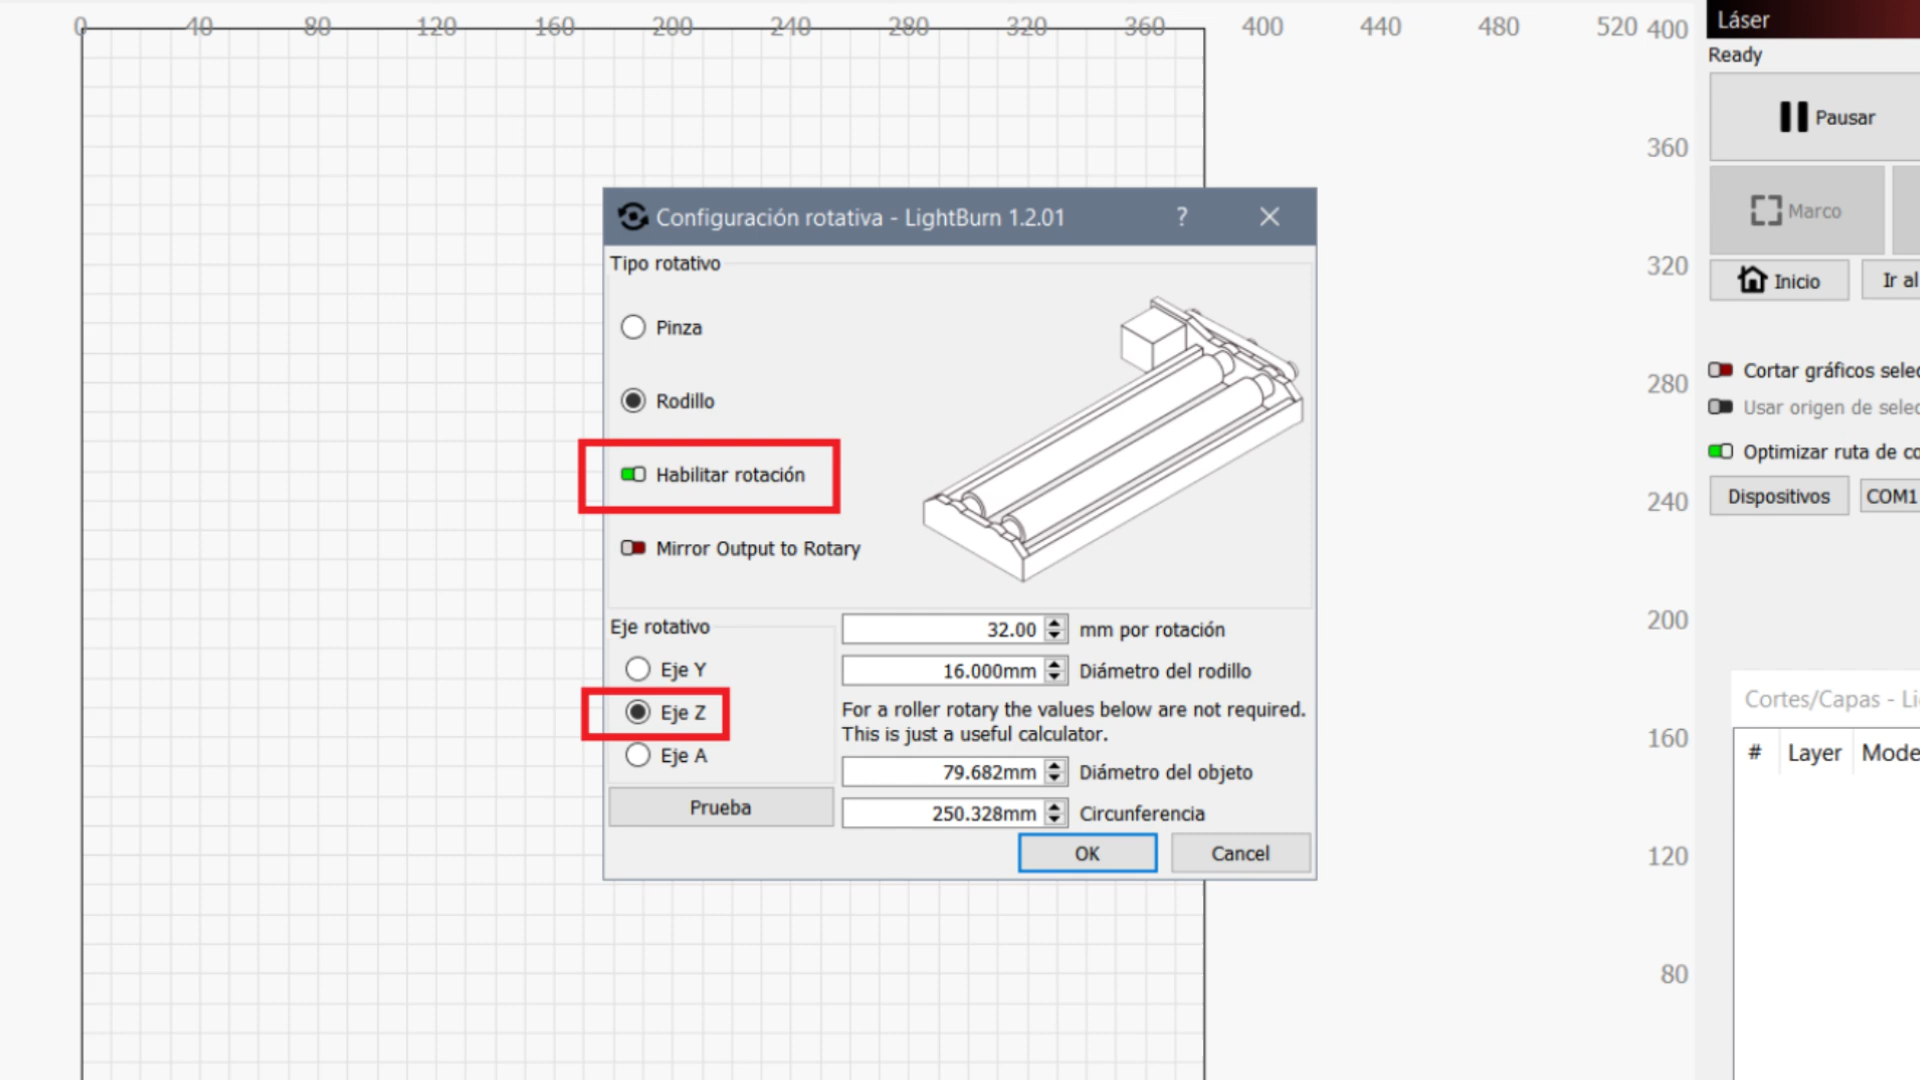 0 40 80 120 160 200 240 280 320 360 400 440 480 520 400
Láser
Ready
Pausar
360
Marco
Configuración rotativa - LightBurn 1.2.01 ?
Tipo rotativo
320
Inicio
Ir al
Pinza
Cortar gráficos selec
280
Rodillo
Usar origen de selec
Optimizar ruta de co
Habilitar rotación
240
Dispositivos
COM1
Mirror Output to Rotary
200
Eje rotativo
32.00 mm por rotación
Eje Y
16.000mm Diámetro del rodillo
Cortes/Capas - Li
Eje Z
For a roller rotary the values below are not required.
This is just a useful calculator.
160
# Layer Mode
Eje A
79.682mm Diámetro del objeto
Prueba
250.328mm Circunferencia
OK
Cancel
120
80